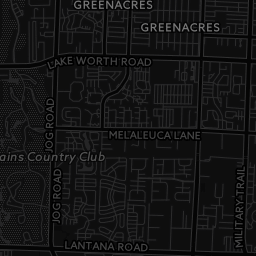 GREENACRES
GREENACRES
LAKE WORTH ROAD
JOG ROAD
MELALEUCA LANE
ains Country Club
JOG ROAD
MILITARY TRAIL
LANTANA ROAD